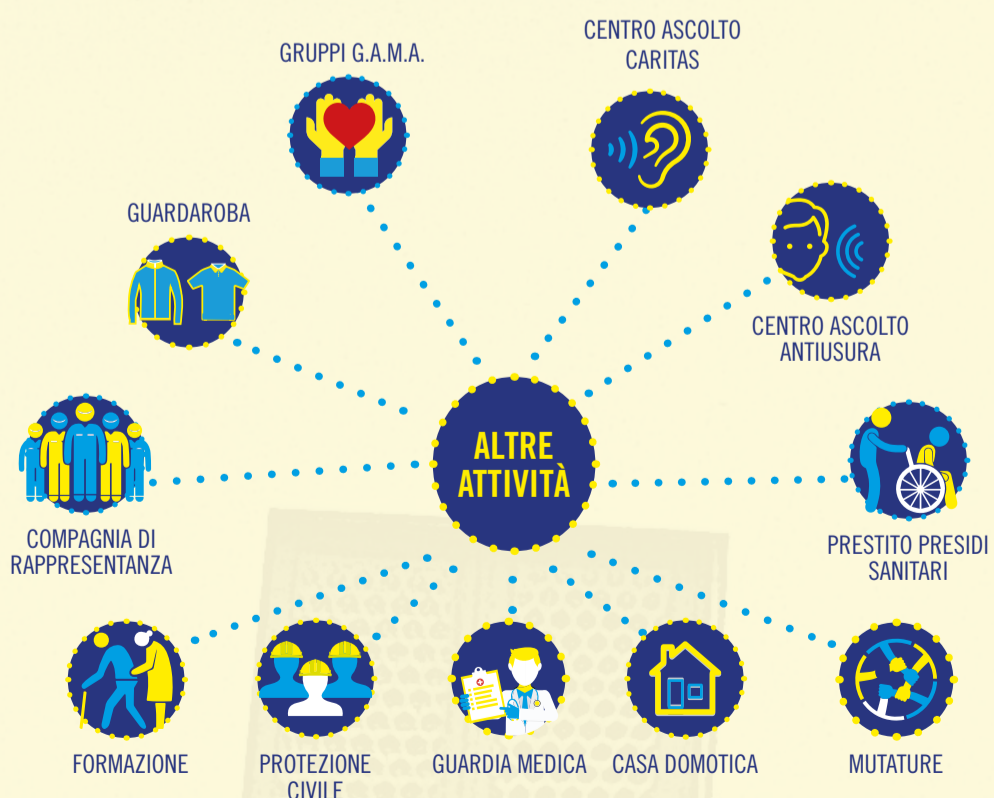 CENTRO ASCOLTO
CARITAS
GRUPPI G.A.M.A.
GUARDAROBA
CENTRO ASCOLTO
ANTIUSURA
ALTRE
ATTIVITÀ
COMPAGNIA DI
RAPPRESENTANZA
PRESTITO PRESIDI
SANITARI
FORMAZIONE
PROTEZIONE
CIVILE
GUARDIA MEDICA
CASA DOMOTICA
MUTATURE